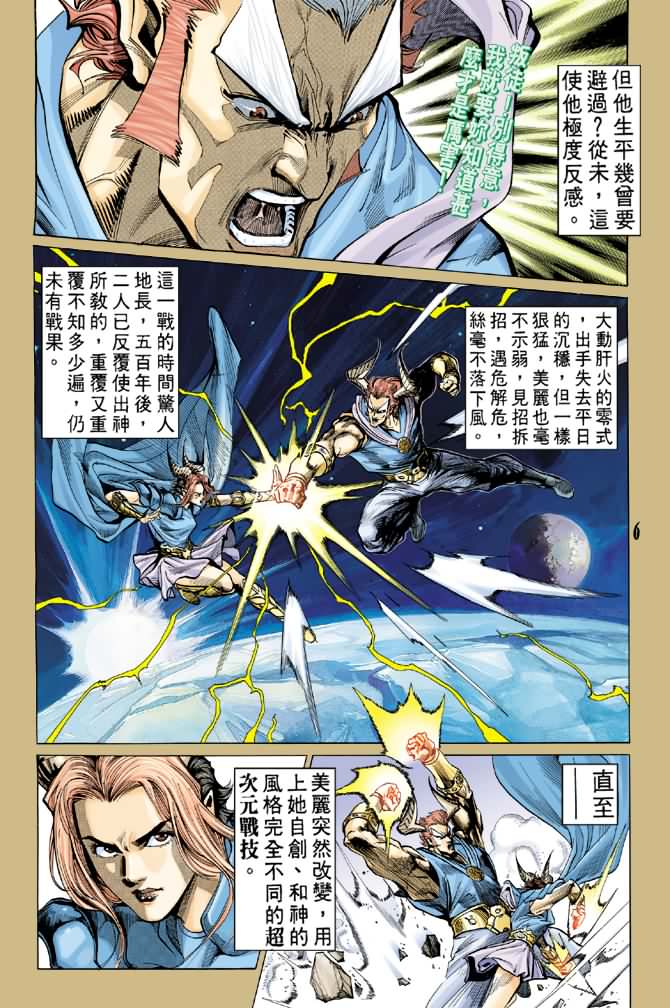 但他生平幾曾要
避過？從未，這
使他極度反感。
叛徒！別得意，
我就要妳知道甚
麼才是厲害？
大動肝火的零式
，出手失去平日
的沉穩，但一樣
狠猛，美麗也毫
不示弱，見招拆
招，遇危解危，
絲毫不落下風。
這一戰的時間驚人
地長，五百年後，
二人已反覆使出神
所教的，重覆又重
覆不知多少遍，仍
未有戰果。
6
直至
——
美麗突然改變，用
上她自創、和神的
風格完全不同的超
次元戰技。